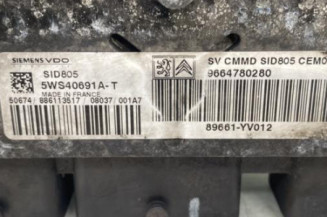 SIEMENS VDO
SID805
5WS40691A-T
MADE IN FRANCE
50674/886113517/08037/001A7
SV CMMD SID805 CEM0
9664780280
89661-YV012